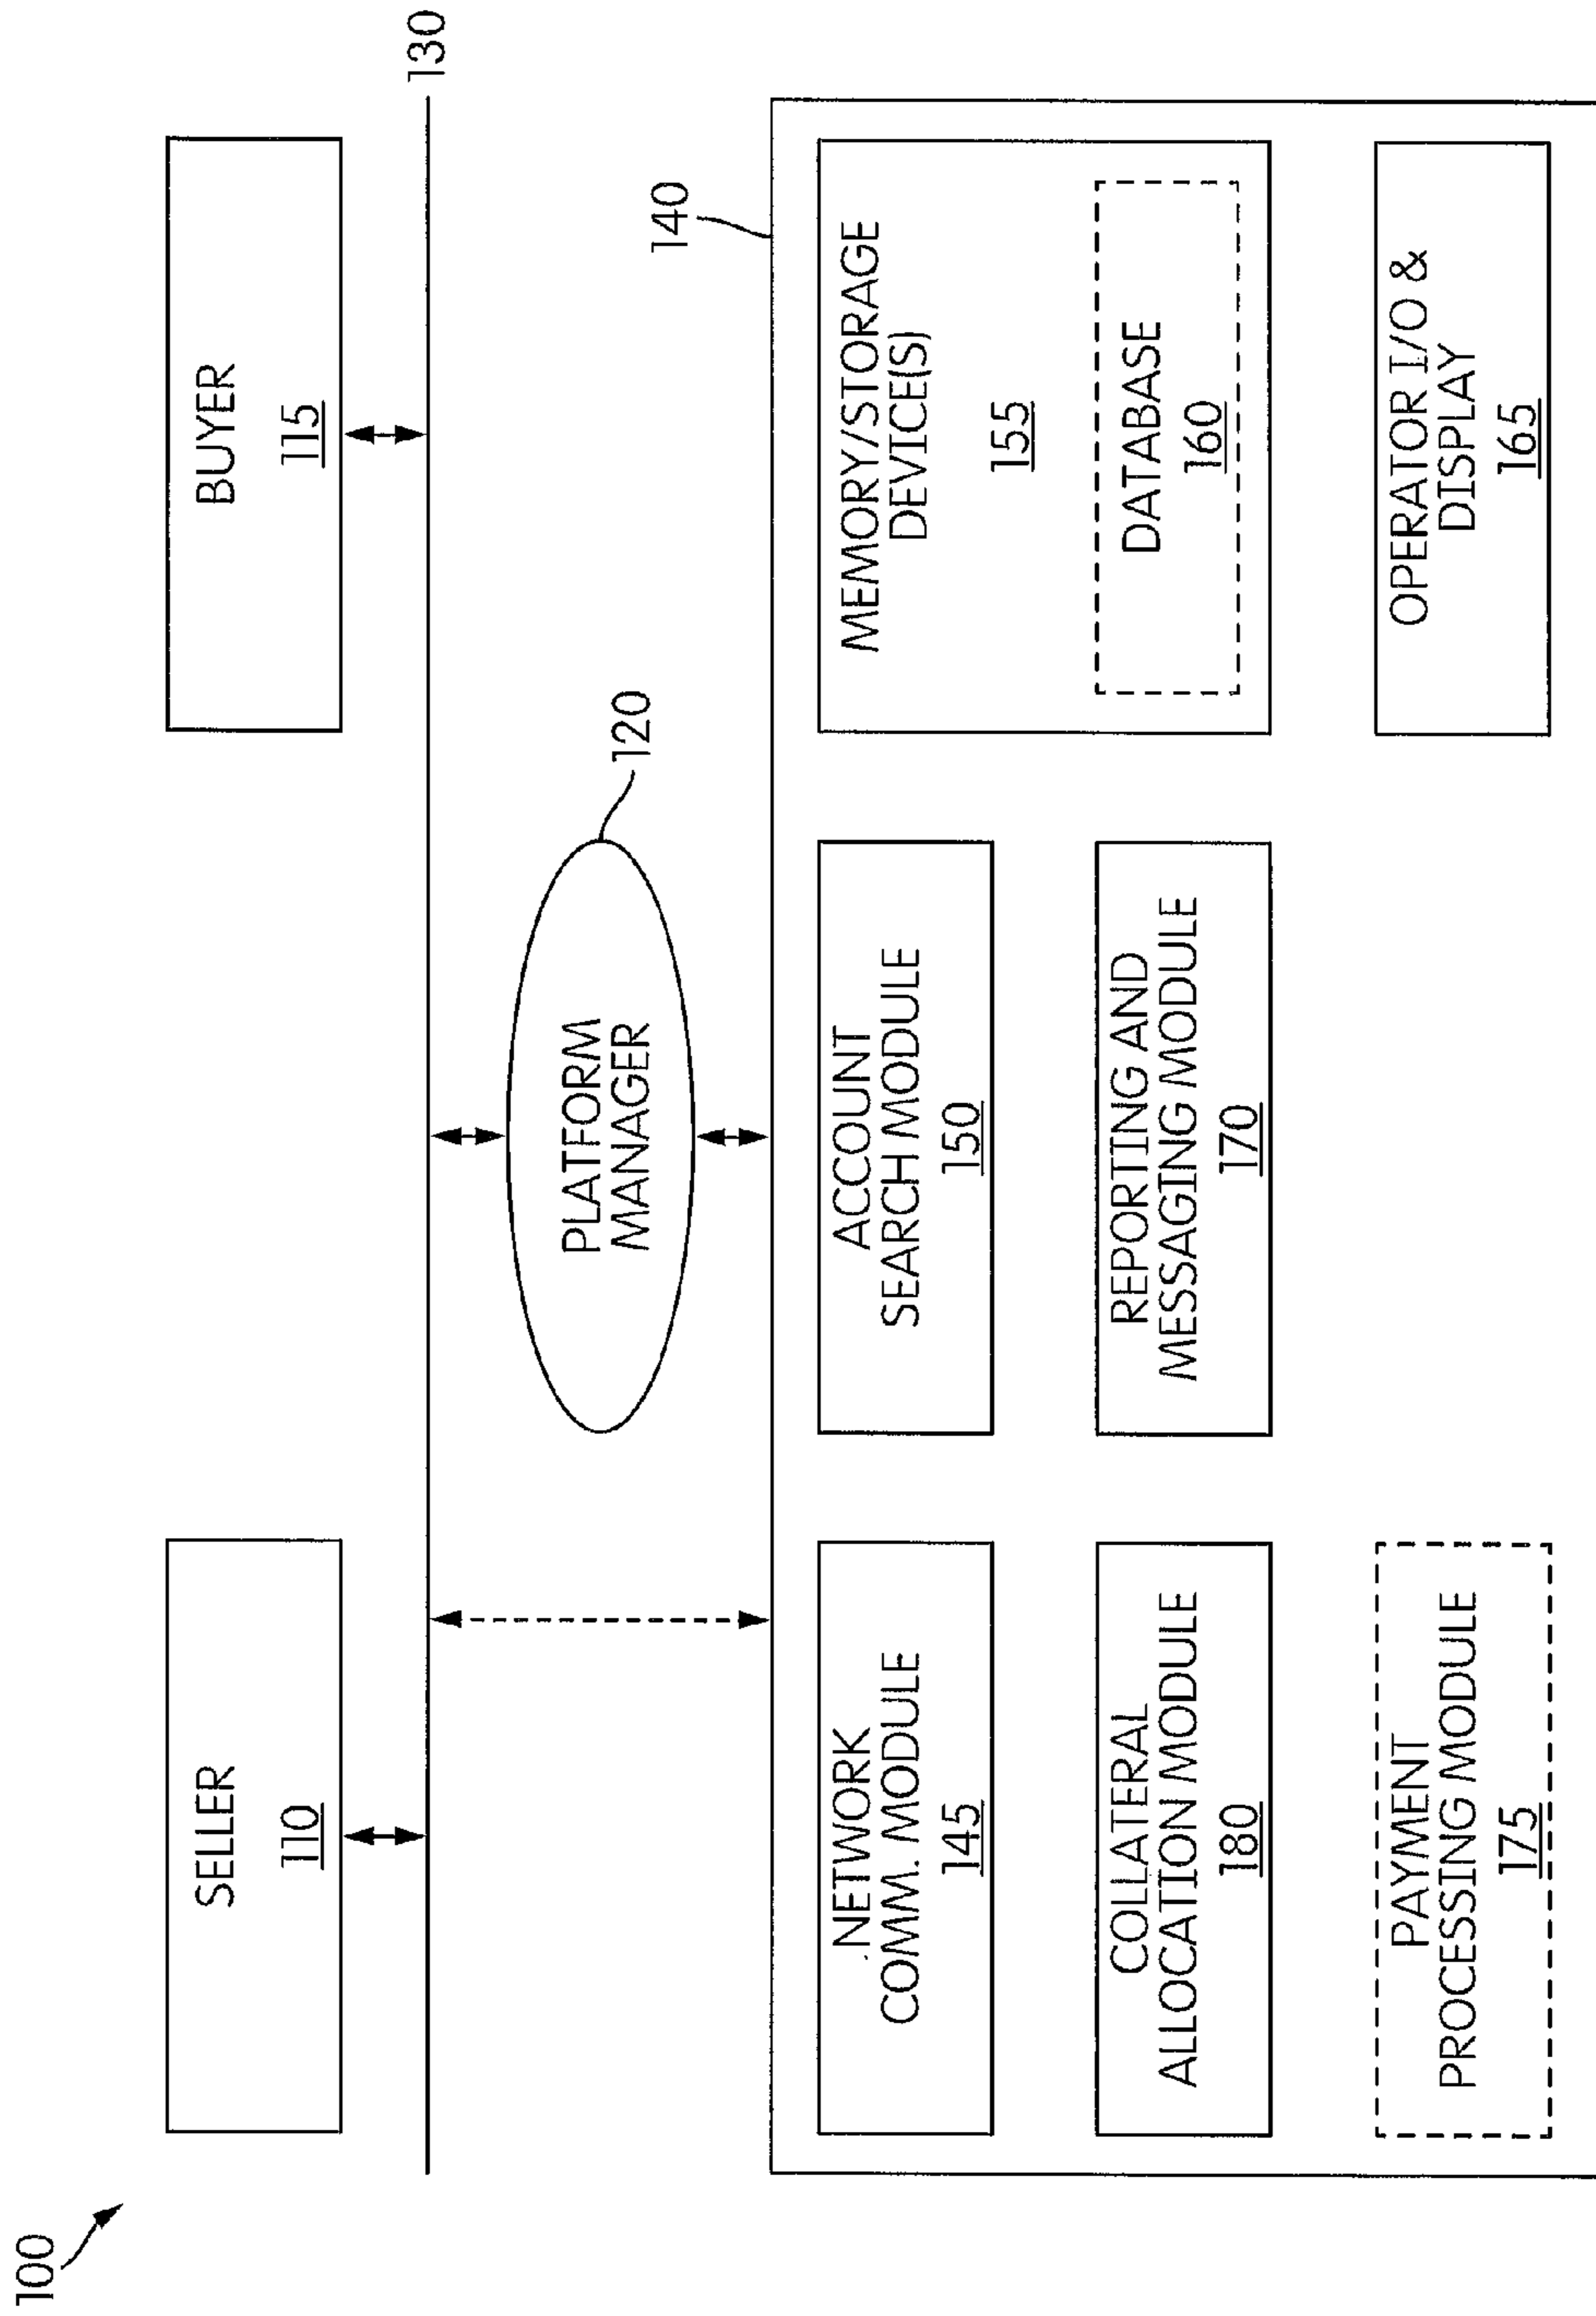 100
SELLER
110
BUYER
115
130
PLATFORM
MANAGER
120
140
NETWORK
COMM. MODULE
145
ACCOUNT
SEARCH MODULE
150
MEMORY/STORAGE
DEVICE(S)
155
DATABASE
160
COLLATERAL
ALLOCATION MODULE
180
REPORTING AND
MESSAGING MODULE
170
PAYMENT
PROCESSING MODULE
175
OPERATOR I/O &
DISPLAY
165